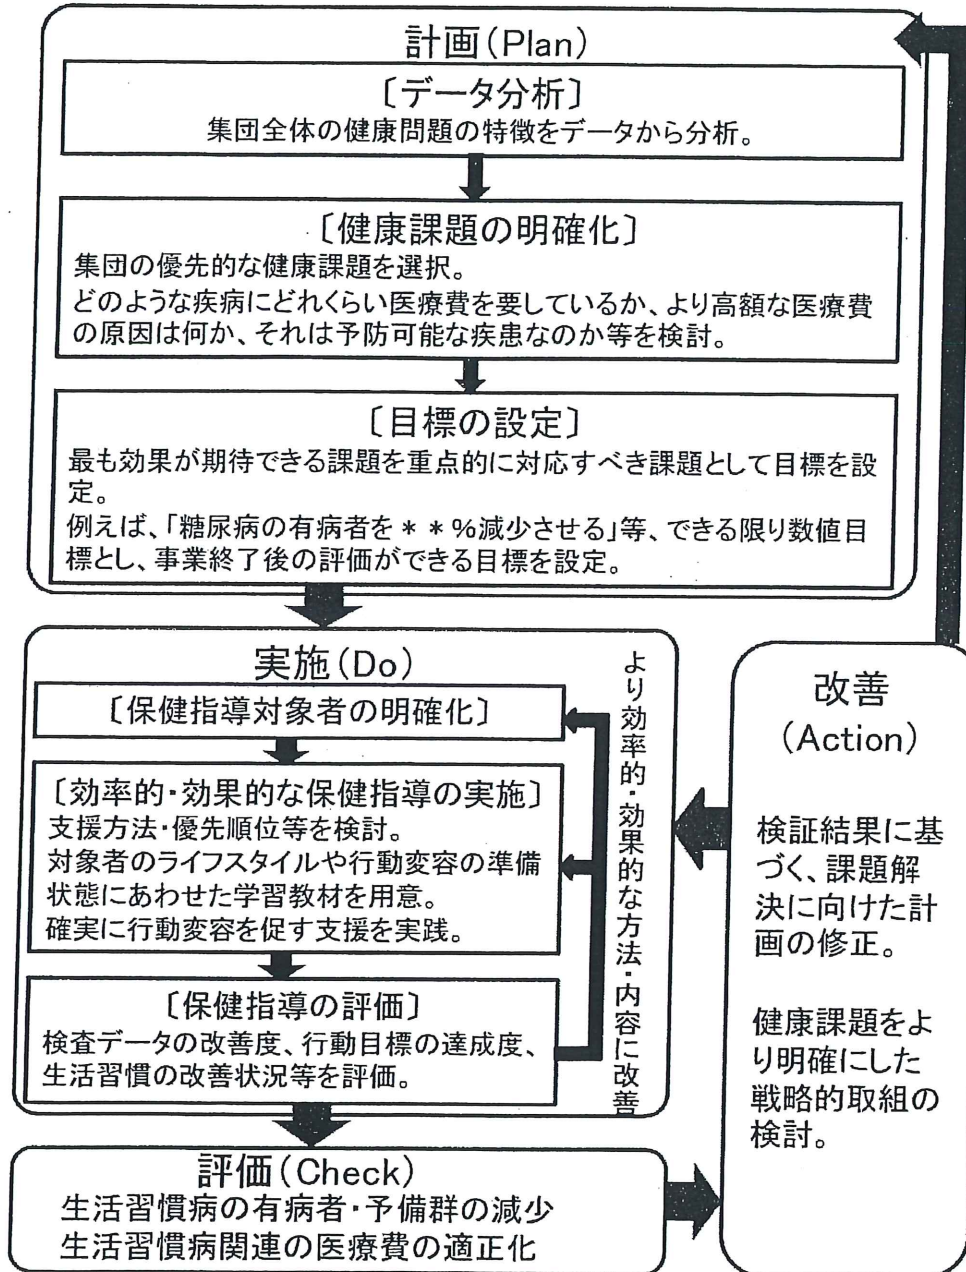 計画(Plan)
〔データ分析〕
集団全体の健康問題の特徴をデータから分析。
〔健康課題の明確化〕
集団の優先的な健康課題を選択。
どのような疾病にどれくらい医療費を要しているか、より高額な医療費
の原因は何か、それは予防可能な疾患なのか等を検討。
〔目標の設定〕
最も効果が期待できる課題を重点的に対応すべき課題として目標を設
定。
例えば、「糖尿病の有病者を＊＊%減少させる」等、できる限り数値目
標とし、事業終了後の評価ができる目標を設定。
実施(Do)
〔保健指導対象者の明確化〕
〔効率的・効果的な保健指導の実施〕
支援方法・優先順位等を検討。
対象者のライフスタイルや行動変容の準備
状態にあわせた学習教材を用意。
確実に行動変容を促す支援を実践。
〔保健指導の評価〕
検査データの改善度、行動目標の達成度、
生活習慣の改善状況等を評価。
より効率的・効果的な方法・内容に改善
評価(Check)
生活習慣病の有病者・予備群の減少
生活習慣病関連の医療費の適正化
改善
(Action)
検証結果に基
づく、課題解
決に向けた計
画の修正。
健康課題をよ
り明確にした
戦略的取組の
検討。